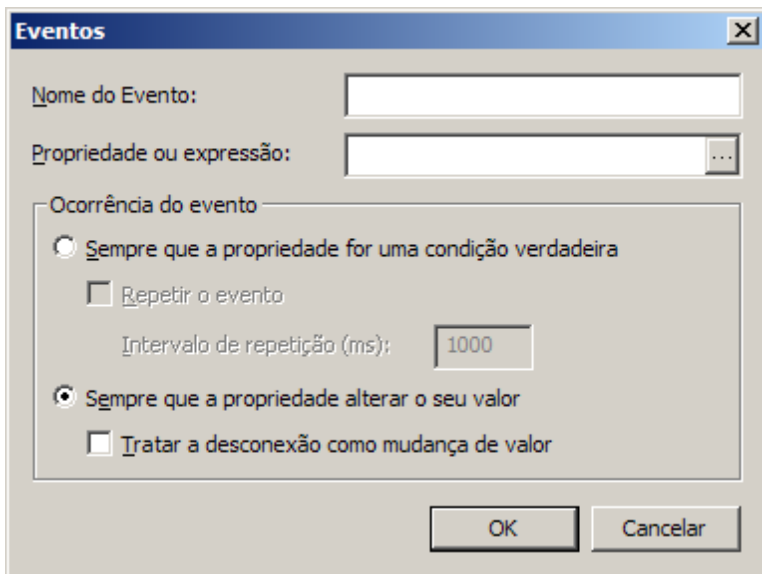 Eventos
Nome do Evento:
Propriedade ou expressão:
...
Ocorrência do evento
Sempre que a propriedade for uma condição verdadeira
Repetir o evento
Intervalo de repetição (ms): 1000
Sempre que a propriedade alterar o seu valor
Tratar a desconexão como mudança de valor
OK Cancelar